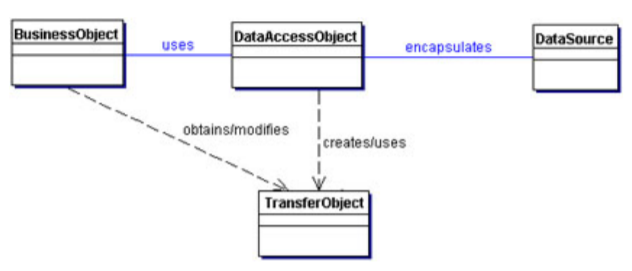 BusinessObject
uses
DataAccessObject
encapsulates
DataSource
obtains/modifies
creates/uses
TransferObject